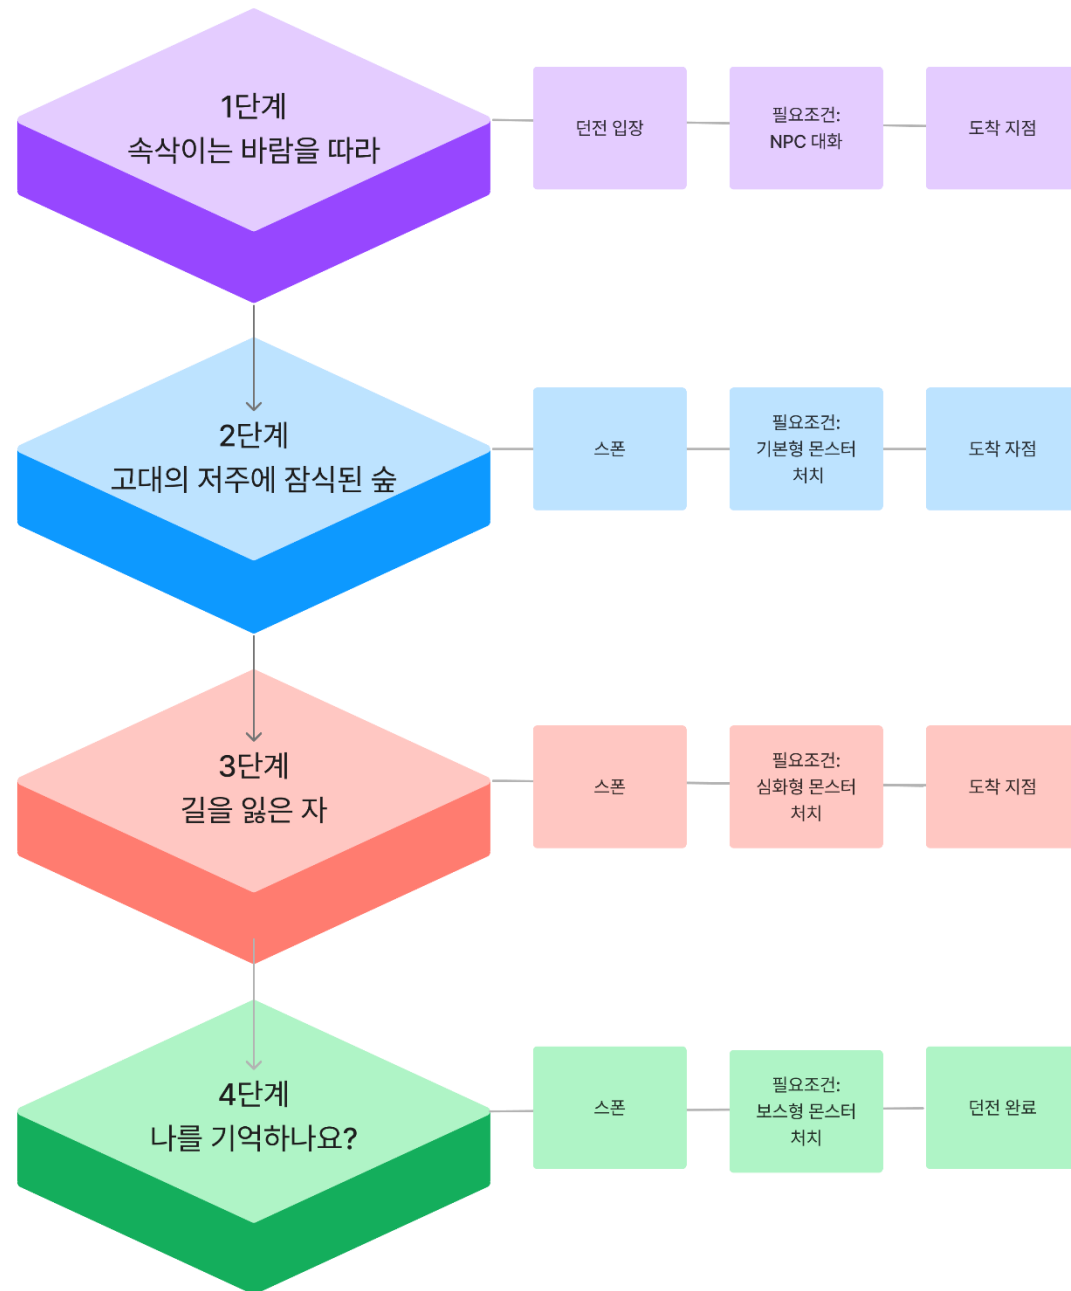 1단계
속삭이는 바람을 따라
던전 입장
필요조건:
NPC 대화
도착 지점
2단계
고대의 저주에 잠식된 숲
스폰
필요조건:
기본형 몬스터
처치
도착 자점
3단계
길을 잃은 자
스폰
필요조건:
심화형 몬스터
처치
도착 지점
4단계
나를 기억하나요?
스폰
필요조건:
보스형 몬스터
처치
던전 완료